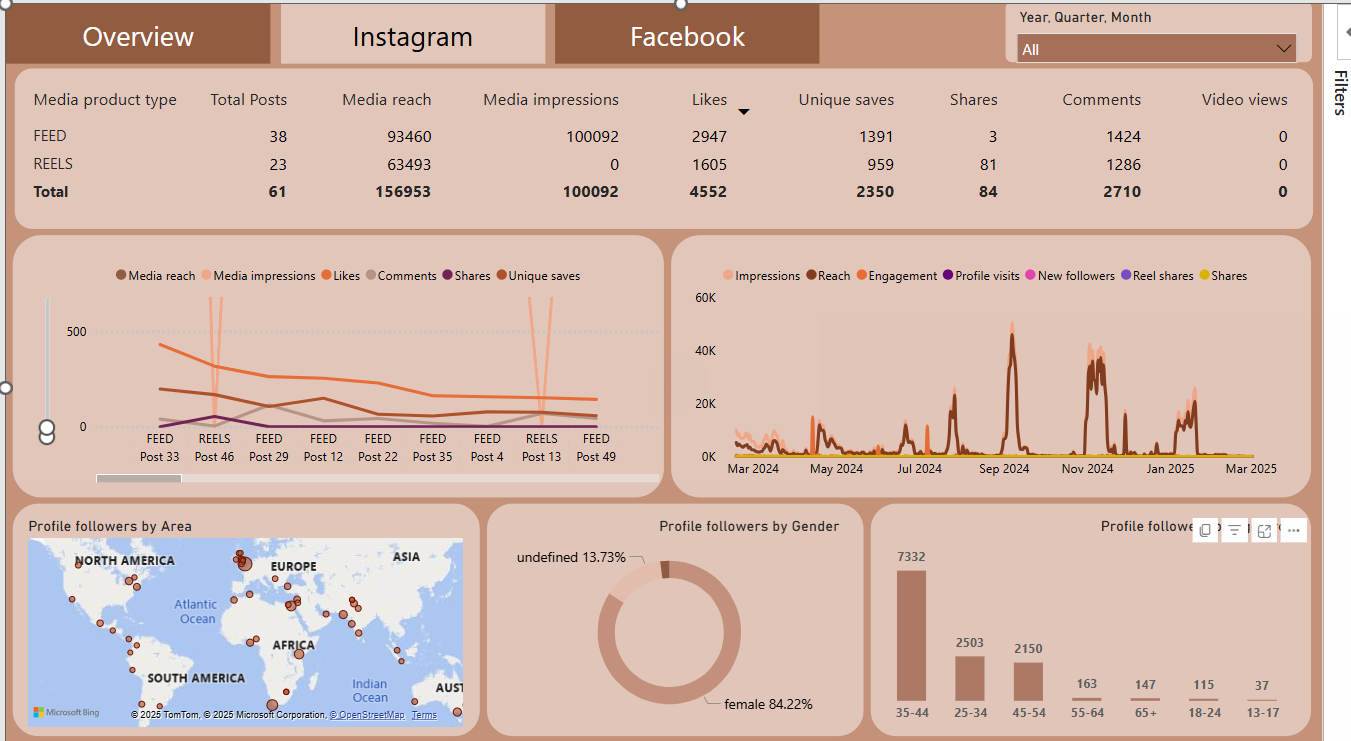 Overview Instagram Facebook
Year, Quarter, Month
All
Filters
Media product type Total Posts Media reach Media impressions Likes Unique saves Shares Comments Video views
FEED 38 93460 100092 2947 1391 3 1424 0
REELS 23 63493 0 1605 959 81 1286 0
Total 61 156953 100092 4552 2350 84 2710 0
Media reach Media impressions Likes Comments Shares Unique saves
500
0
FEED REELS FEED FEED FEED FEED FEED REELS FEED
Post 33 Post 46 Post 29 Post 12 Post 22 Post 35 Post 4 Post 13 Post 49
Impressions Reach Engagement Profile visits New followers Reel shares Shares
60K
40K
20K
0K
Mar 2024 May 2024 Jul 2024 Sep 2024 Nov 2024 Jan 2025 Mar 2025
Profile followers by Area
NORTH AMERICA
ASIA
EUROPE
Atlantic
Ocean
AFRICA
SOUTH AMERICA
Indian
Ocean
AUST
Microsoft Bing
© 2025 TomTom, © 2025 Microsoft Corporation, © OpenStreetMap Terms
Profile followers by Gender
undefined 13.73%
female 84.22%
Profile followe
7332
2503
2150
163 147 115 37
35-44 25-34 45-54 55-64 65+ 18-24 13-17